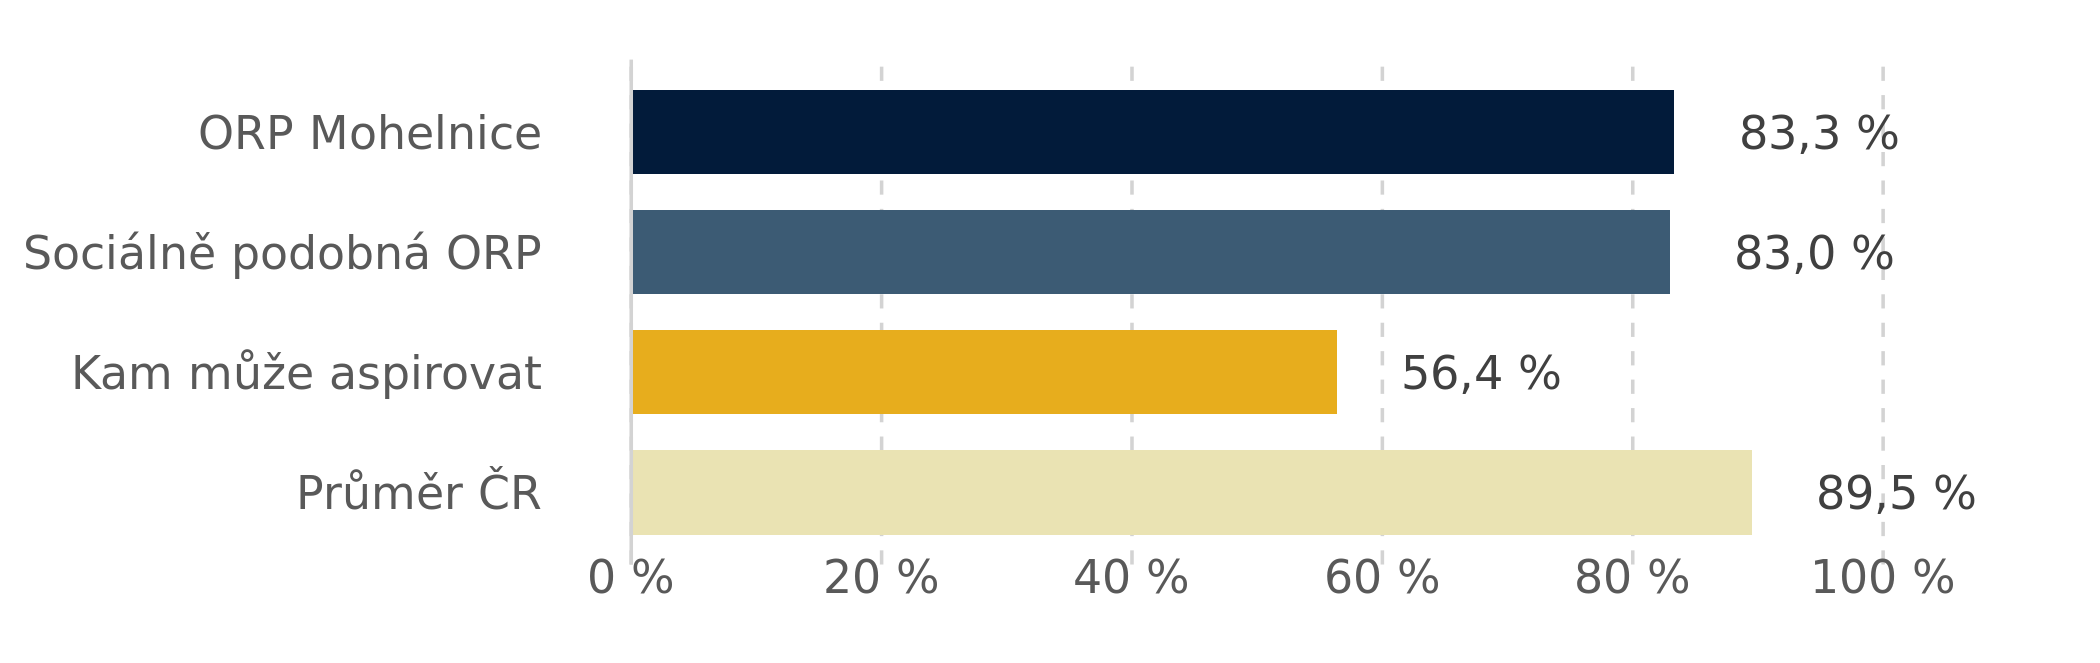 ORP Mohelnice 83,3 %
Sociálně podobná ORP 83,0 %
Kam může aspirovat 56,4 %
Průměr ČR 89,5 %
0 % 20 % 40 % 60 % 80 % 100 %